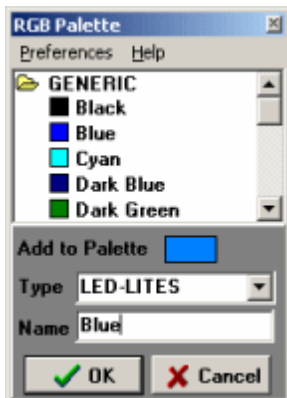 RGB Palette
Preferences Help
GENERIC
Black
Blue
Cyan
Dark Blue
Dark Green
Add to Palette
Type LED-LITES
Name Blue
OK Cancel